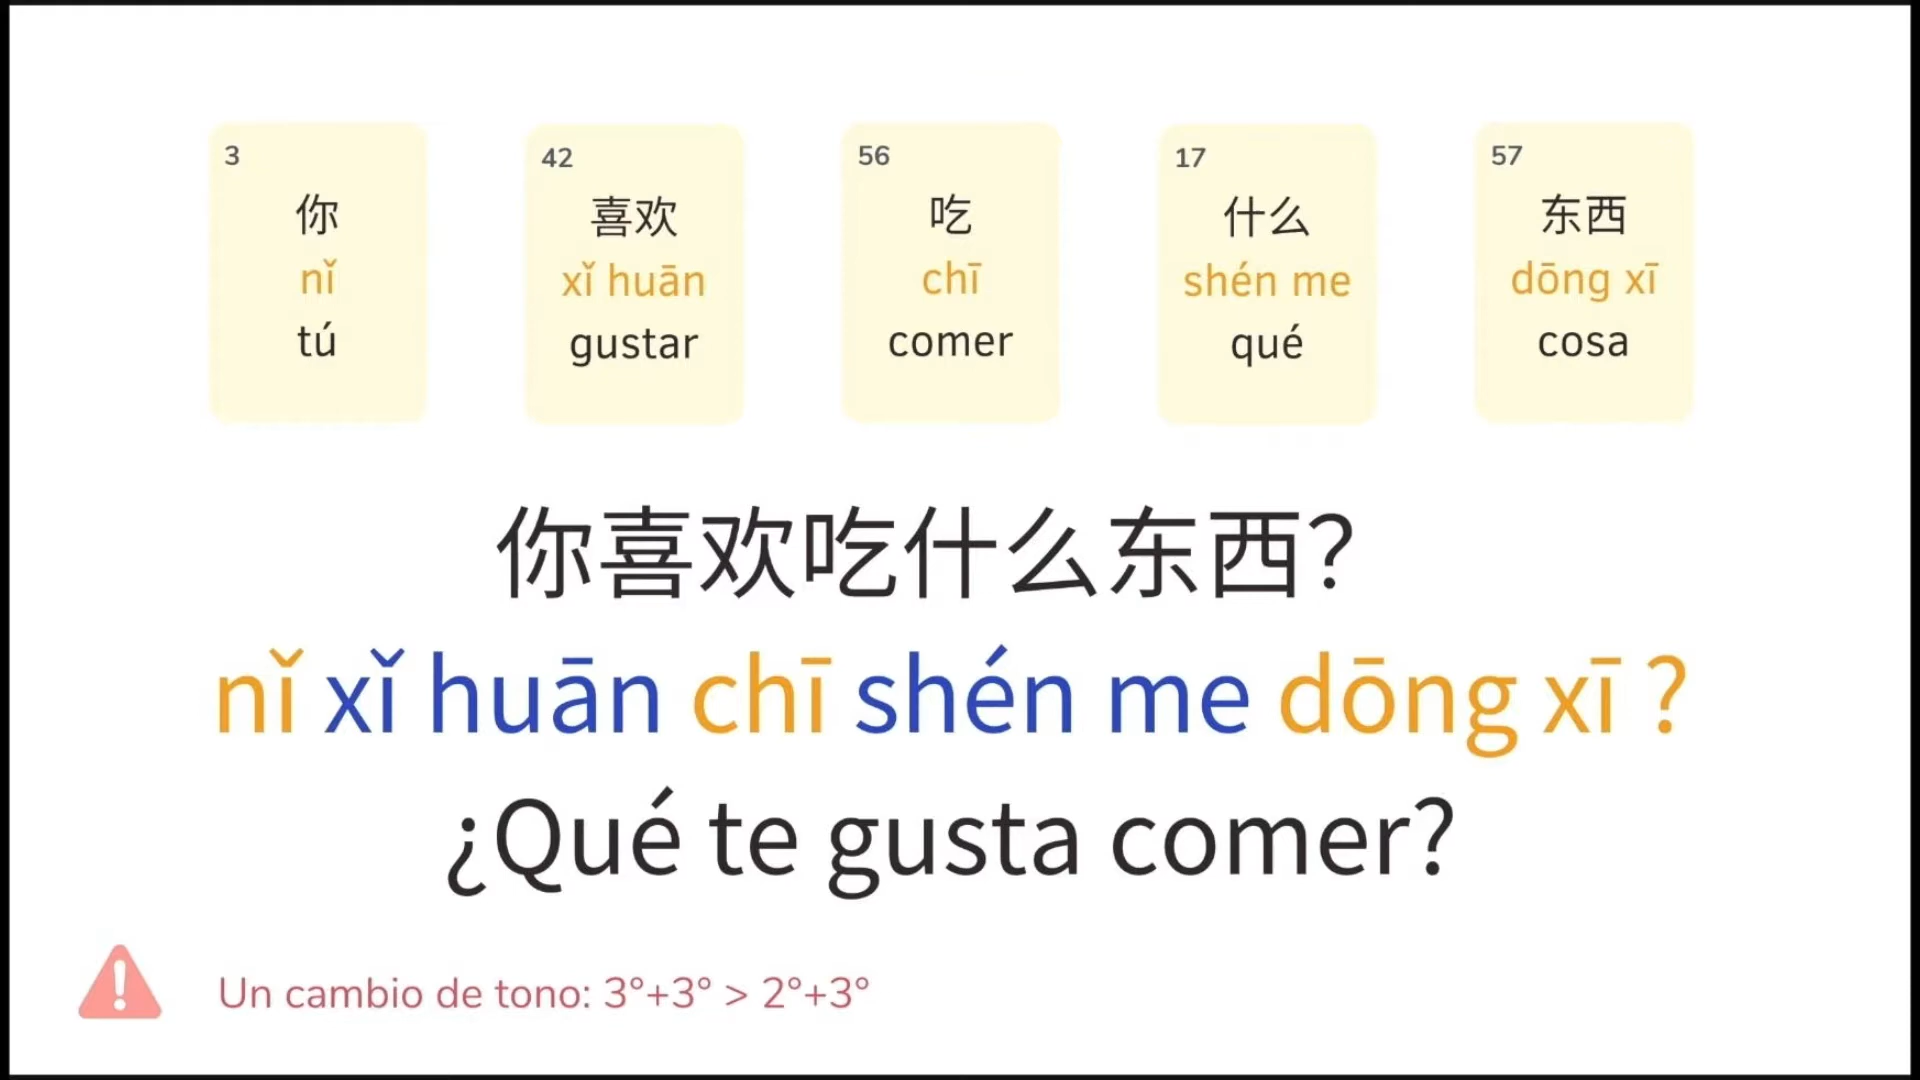 3
你
nǐ
tú
42
喜欢
xǐ huān
gustar
56
吃
chī
comer
17
什么
shén me
qué
57
东西
dōng xī
cosa
你喜欢吃什么东西?
nǐ xǐ huān chī shén me dōng xī ?
¿Qué te gusta comer?
Un cambio de tono: 3°+3° > 2°+3°